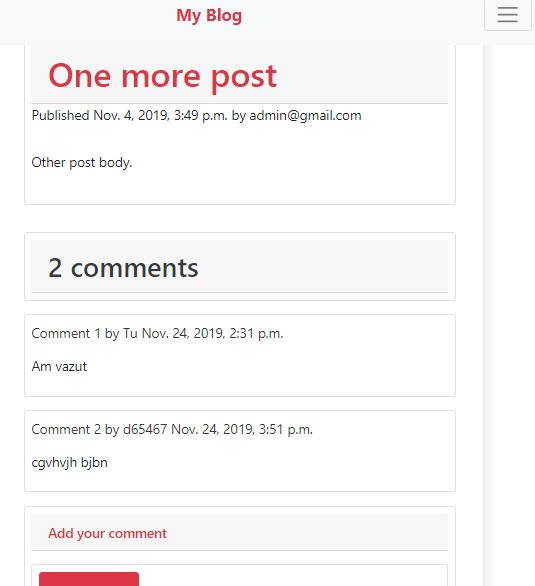 My Blog
One more post
Published Nov. 4, 2019, 3:49 p.m. by admin@gmail.com
Other post body.
2 comments
Comment 1 by Tu Nov. 24, 2019, 2:31 p.m.
Am vazut
Comment 2 by d65467 Nov. 24, 2019, 3:51 p.m.
cgvhvjh bjbn
Add your comment